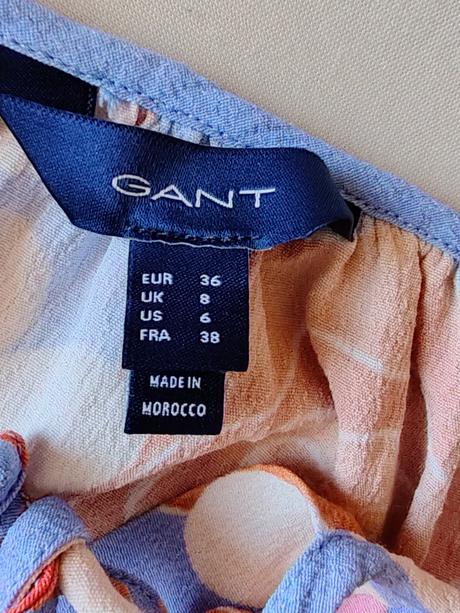 GANT
EUR 36
UK 8
US 6
FRA 38
MADE IN
MOROCCO